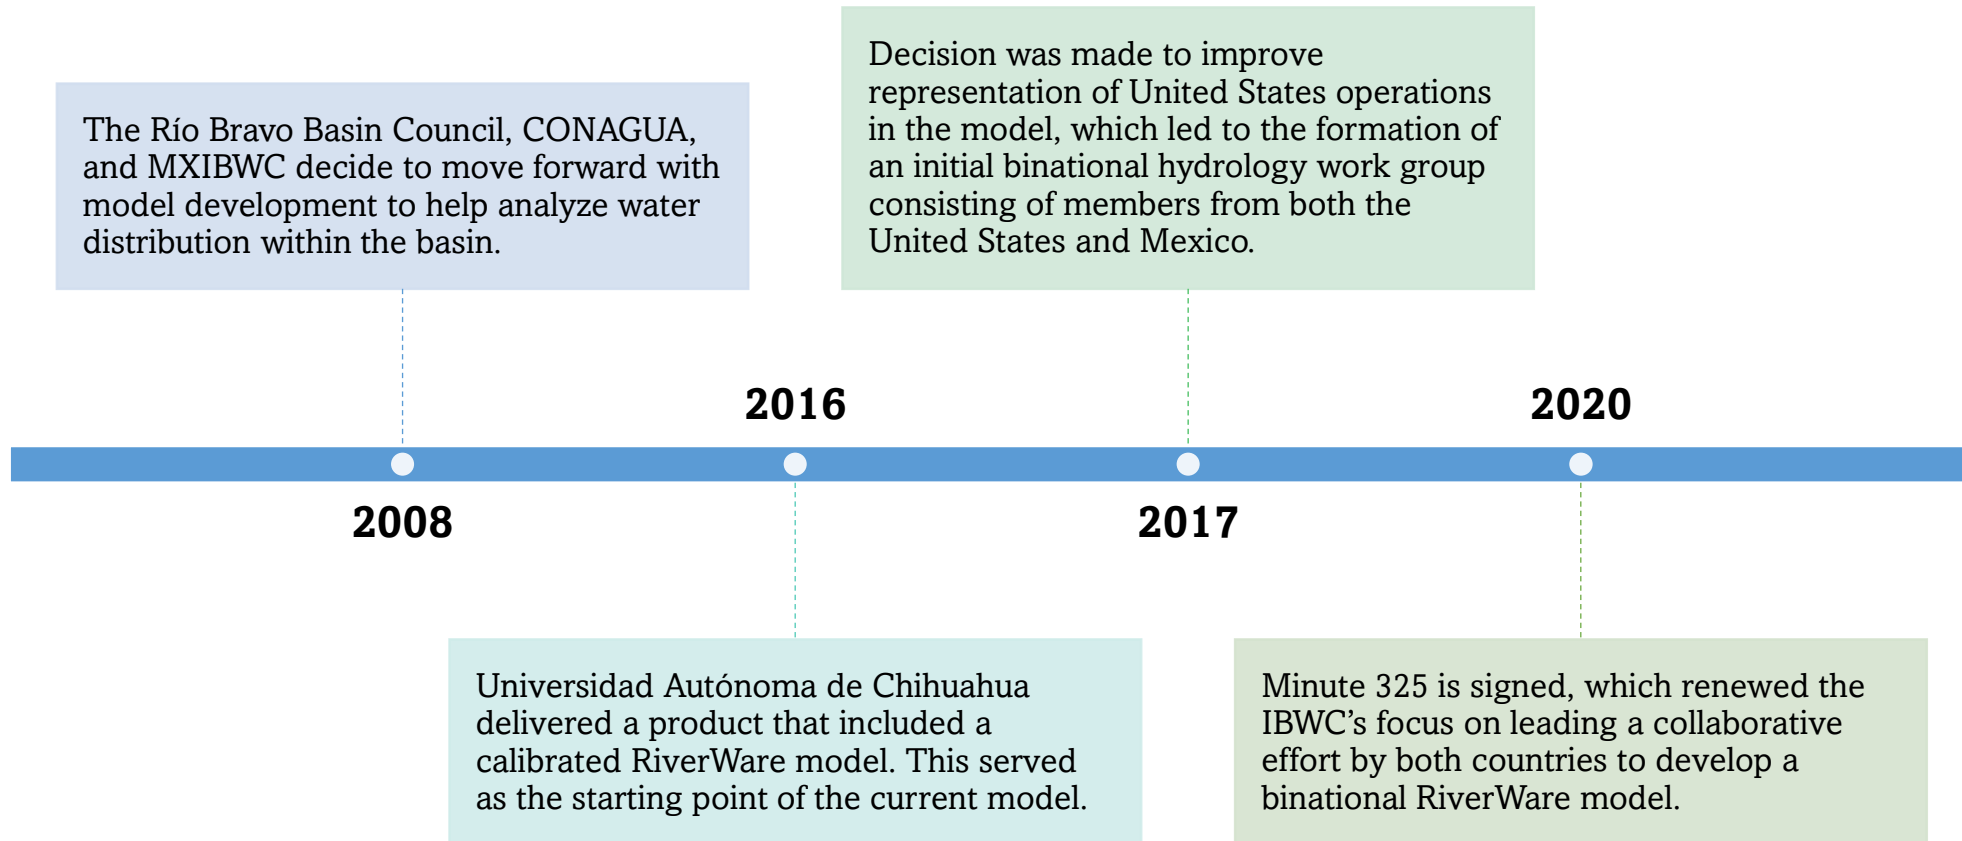 The Río Bravo Basin Council, CONAGUA,
and MXIBWC decide to move forward with
model development to help analyze water
distribution within the basin.
2008
2016
Universidad Autónoma de Chihuahua
delivered a product that included a
calibrated RiverWare model. This served
as the starting point of the current model.
Decision was made to improve
representation of United States operations
in the model, which led to the formation of
an initial binational hydrology work group
consisting of members from both the
United States and Mexico.
2017
2020
Minute 325 is signed, which renewed the
IBWC’s focus on leading a collaborative
effort by both countries to develop a
binational RiverWare model.